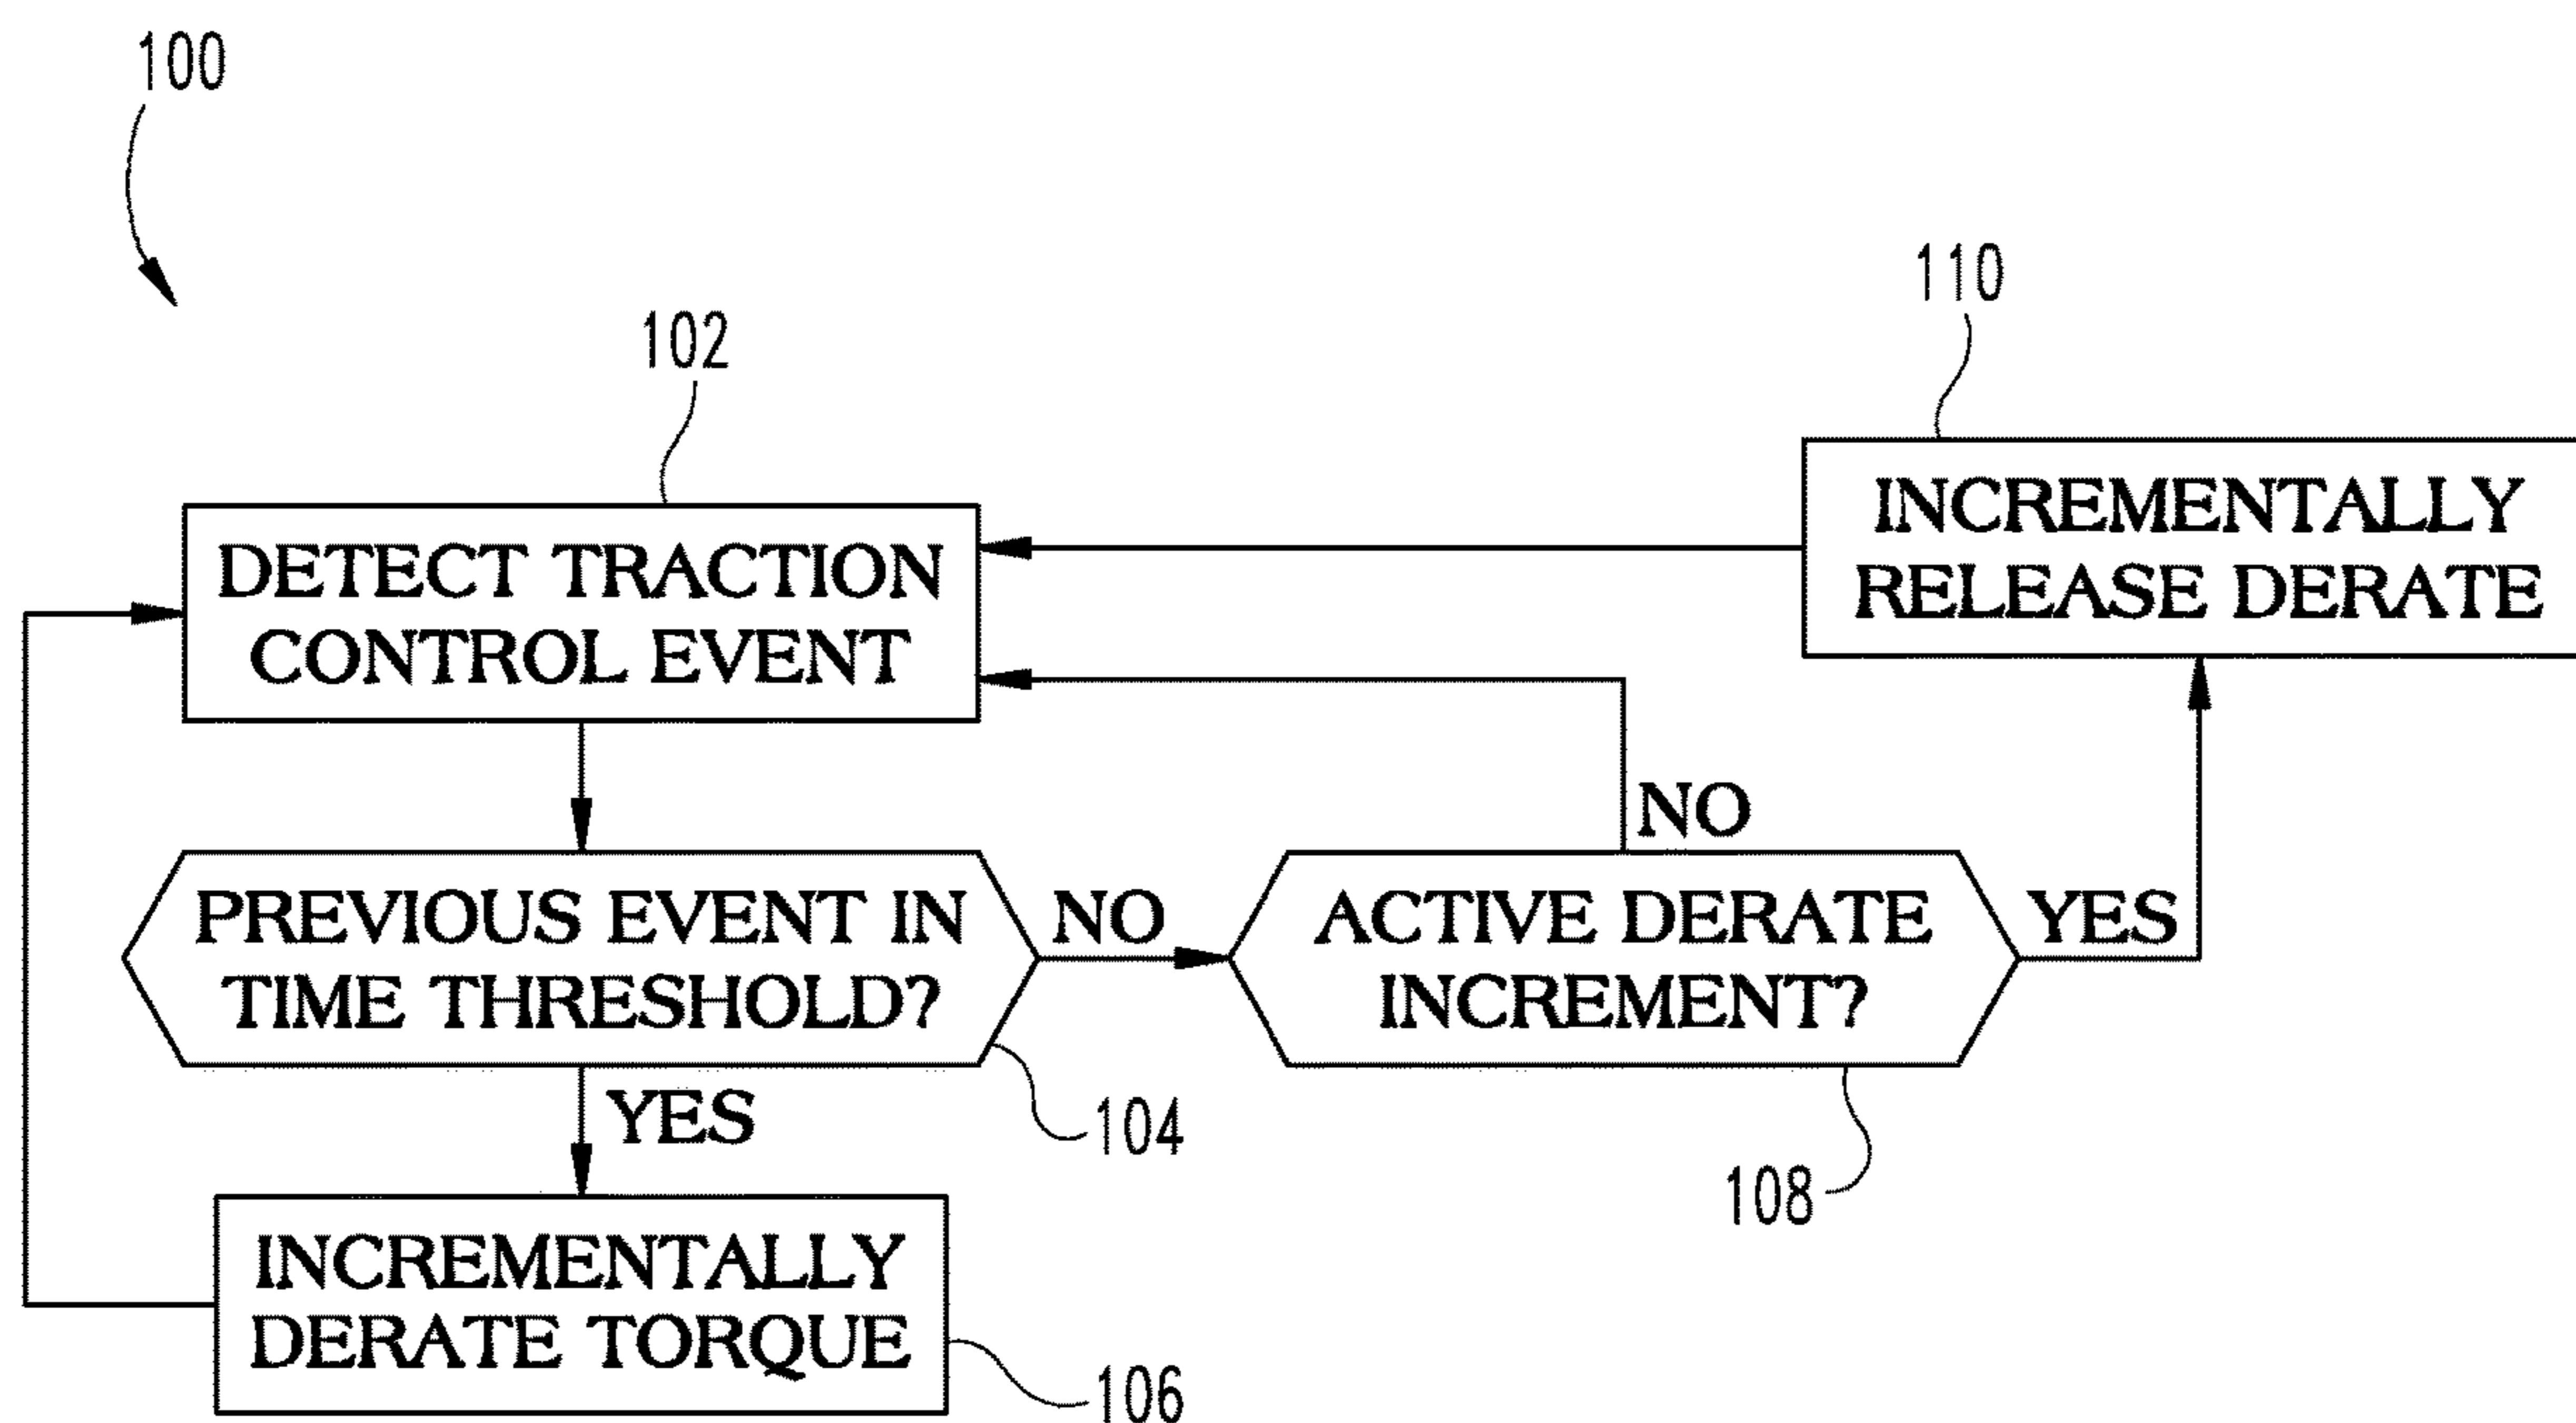 100
102
110
DETECT TRACTION
CONTROL EVENT
INCREMENTALLY
RELEASE DERATE
NO
PREVIOUS EVENT IN
TIME THRESHOLD?
NO
ACTIVE DERATE
INCREMENT?
YES
YES
104
108
INCREMENTALLY
DERATE TORQUE
106